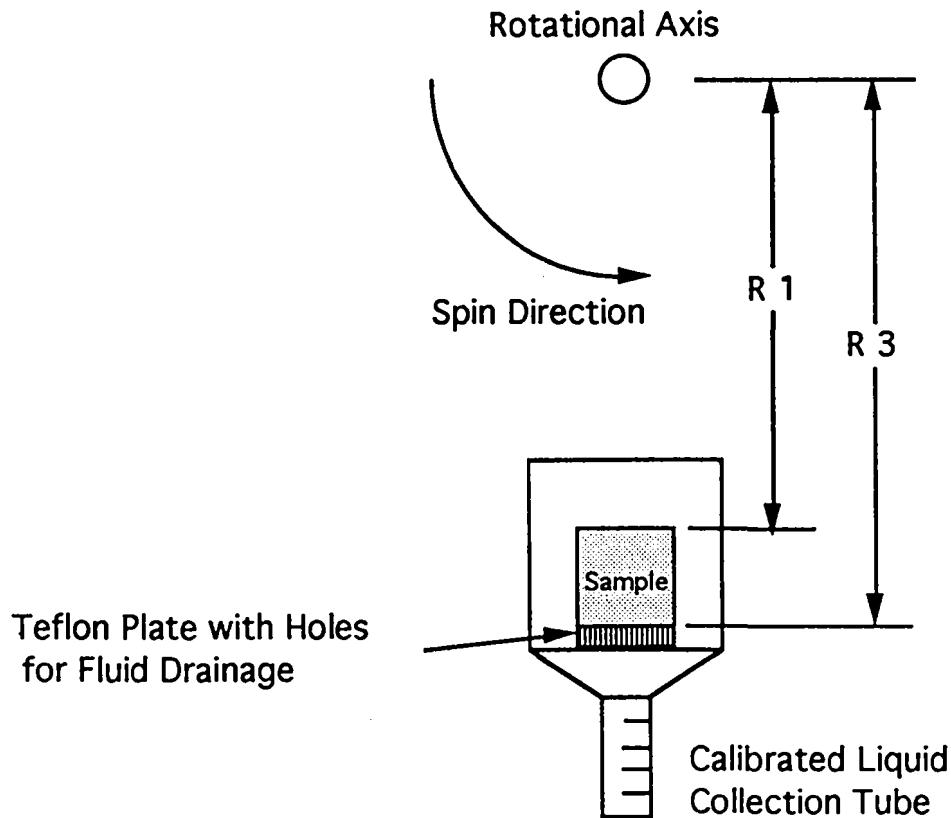 Rotational Axis
Spin Direction
R 1
R 3
Sample
Teflon Plate with Holes
for Fluid Drainage
Calibrated Liquid
Collection Tube